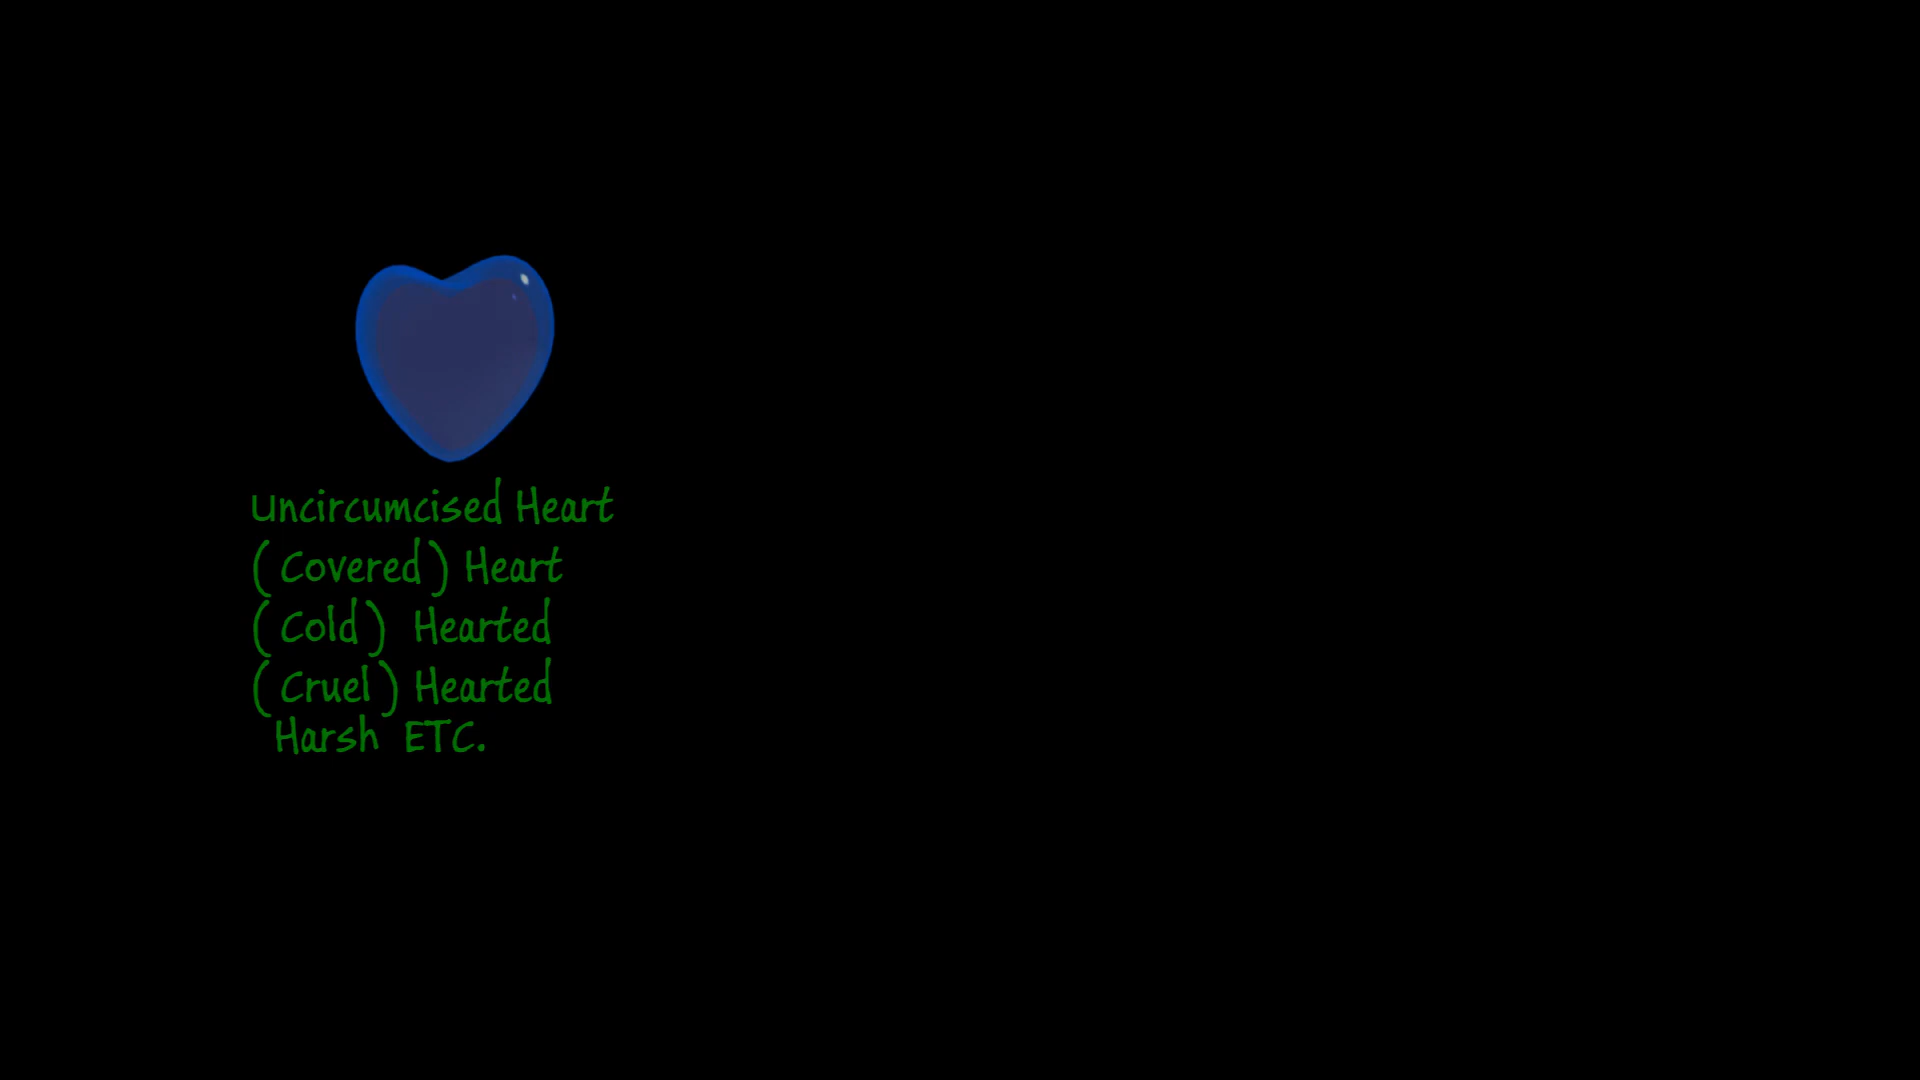 Uncircumcised Heart
( Covered ) Heart
( Cold ) Hearted
( Cruel ) Hearted
Harsh ETC.